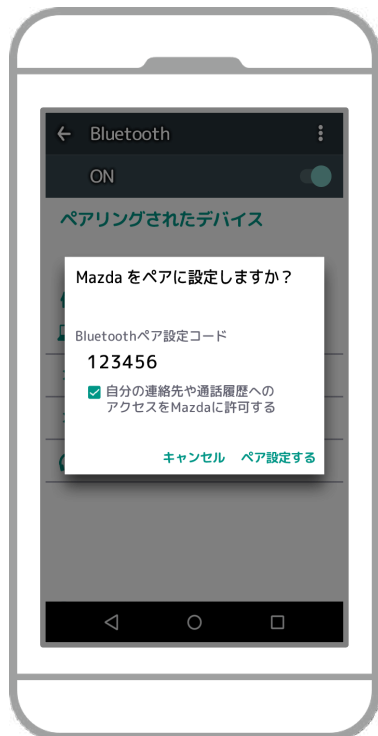 Bluetooth
ON
ペアリングされたデバイス
Mazda をペアに設定しますか？
Bluetoothペア設定コード
123456
自分の連絡先や通話履歴への
アクセスをMazdaに許可する
キャンセル ペア設定する